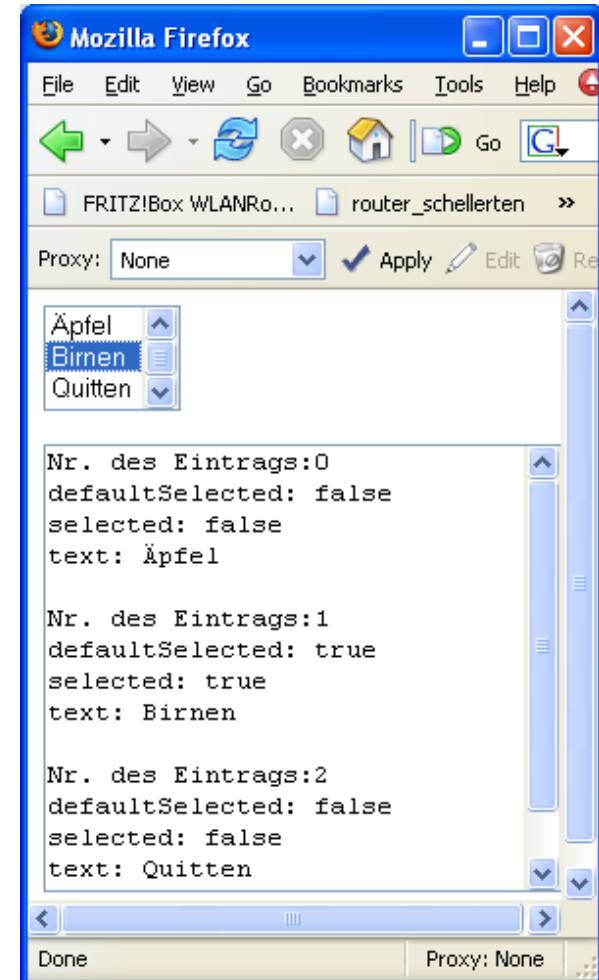 Mozilla Firefox
File Edit View Go Bookmarks Tools Help
Go G
FRITZ!Box WLANRo... router_schellerten »
Proxy: None Apply Edit Re
Äpfel
Birnen
Quitten
Nr. des Eintrags:0
defaultSelected: false
selected: false
text: Äpfel
Nr. des Eintrags:1
defaultSelected: true
selected: true
text: Birnen
Nr. des Eintrags:2
defaultSelected: false
selected: false
text: Quitten
Done Proxy: None